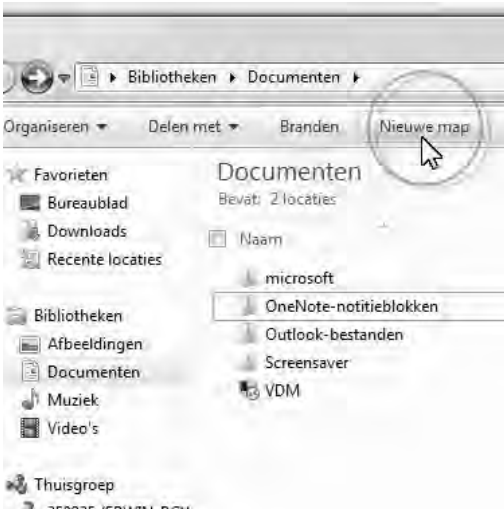 Bibliotheken Documenten
Organiseren Delen met Branden Nieuwe map
Favorieten
Bureaublad
Downloads
Recente locaties
Bibliotheken
Afbeeldingen
Documenten
Muziek
Video's
Thuisgroep
Documenten
Bevat: 2 locaties
Naam
microsoft
OneNote-notitieblokken
Outlook-bestanden
Screensaver
VDM